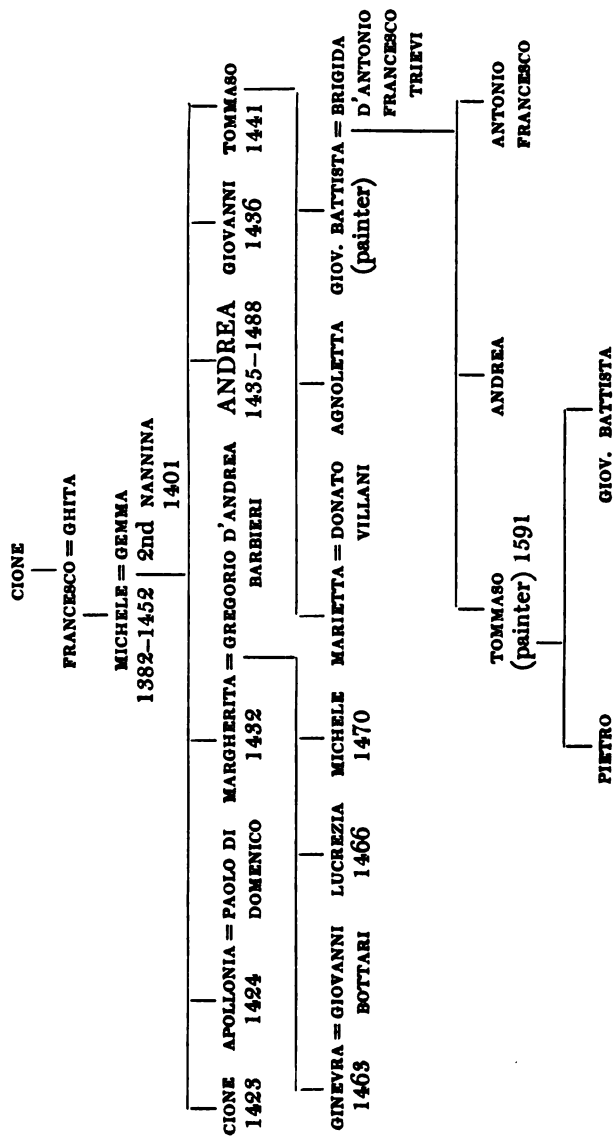 CIONE
FRANCESCO = GHITA
MICHELE = GEMMA
1382–1452 2nd NANNINA
1401
CIONE APOLLONIA = PAOLO DI MARGHERITA = GREGORIO D'ANDREA ANDREA GIOVANNI TOMMASO
1423 1424 DOMENICO 1432 BARBIERI 1435–1488 1436 1441
GINEVRA = GIOVANNI LUCREZIA MICHELE MARIETTA = DONATO AGNOLETTA GIOV. BATTISTA = BRIGIDA
1463 BOTTARI 1466 1470 VILLANI (painter) D'ANTONIO
FRANCESCO
TRIEVI
TOMMASO ANDREA ANTONIO
(painter) 1591 FRANCESCO
PIETRO GIOV. BATTISTA